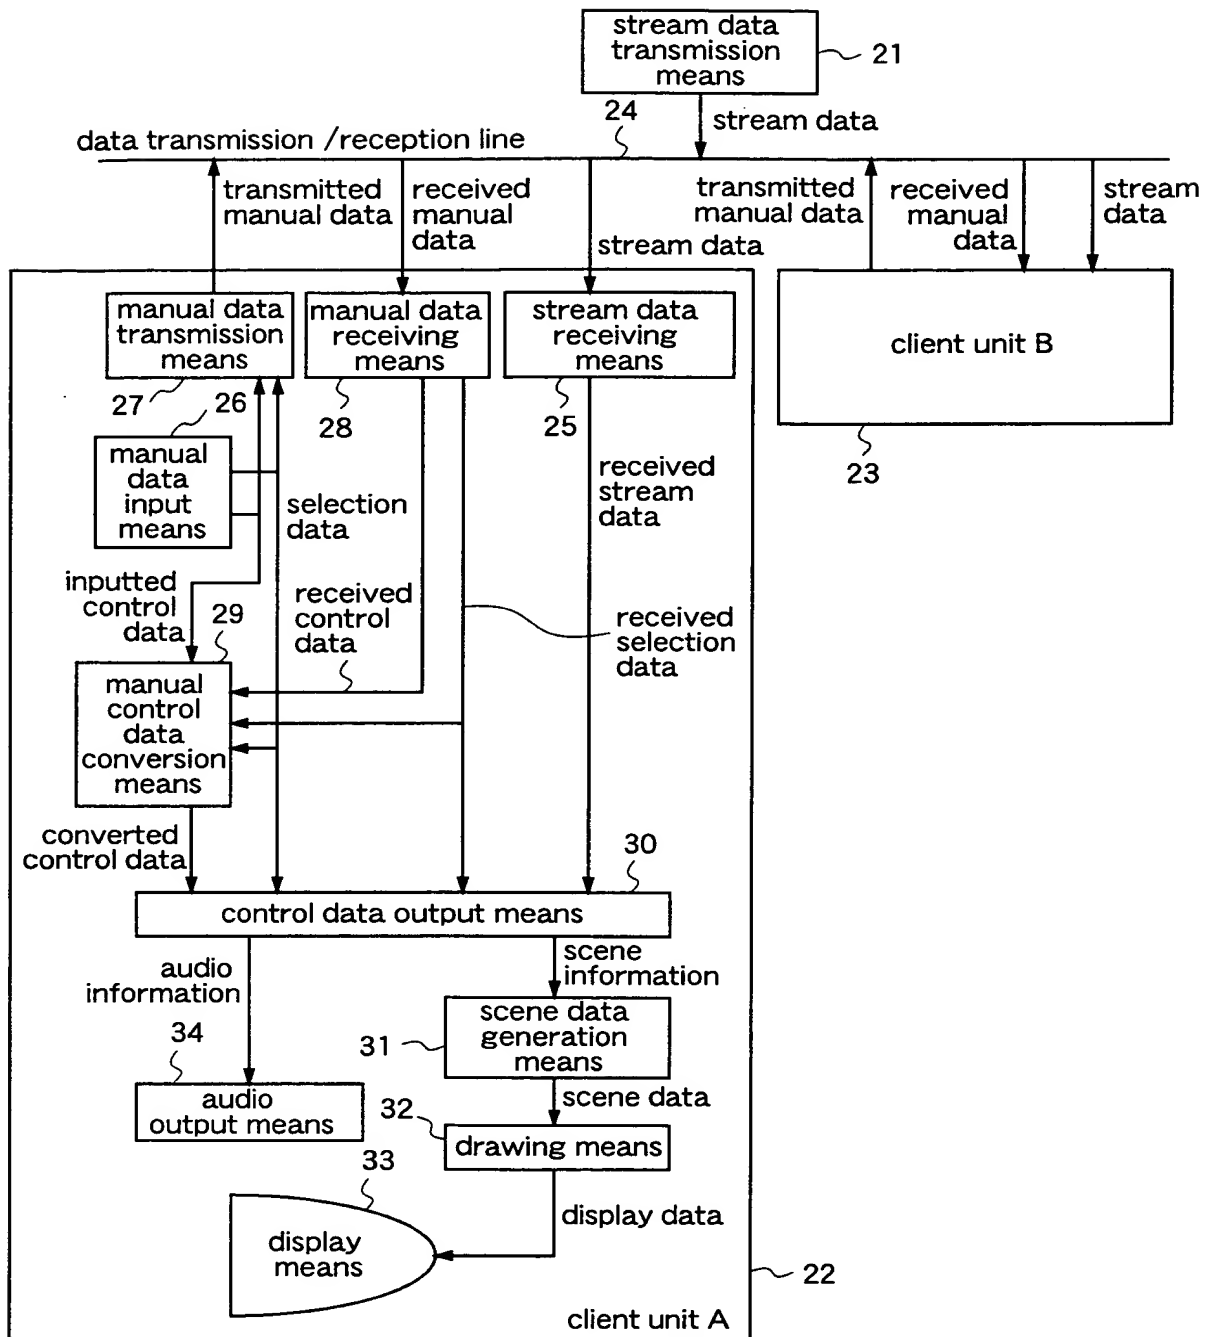 stream data
transmission
means
21
24
stream data
data transmission /reception line
transmitted
manual data
received
manual
data
stream data
transmitted
manual data
received
manual
data
stream
data
manual data
transmission
means
manual data
receiving
means
stream data
receiving
means
client unit B
27
26
28
25
23
manual
data
input
means
selection
data
received
stream
data
inputted
control
data
29
received
control
data
received
selection
data
manual
control
data
conversion
means
converted
control data
30
control data output means
audio
information
scene
information
34
31
scene data
generation
means
audio
output means
scene data
32
drawing means
33
display data
display
means
22
client unit A